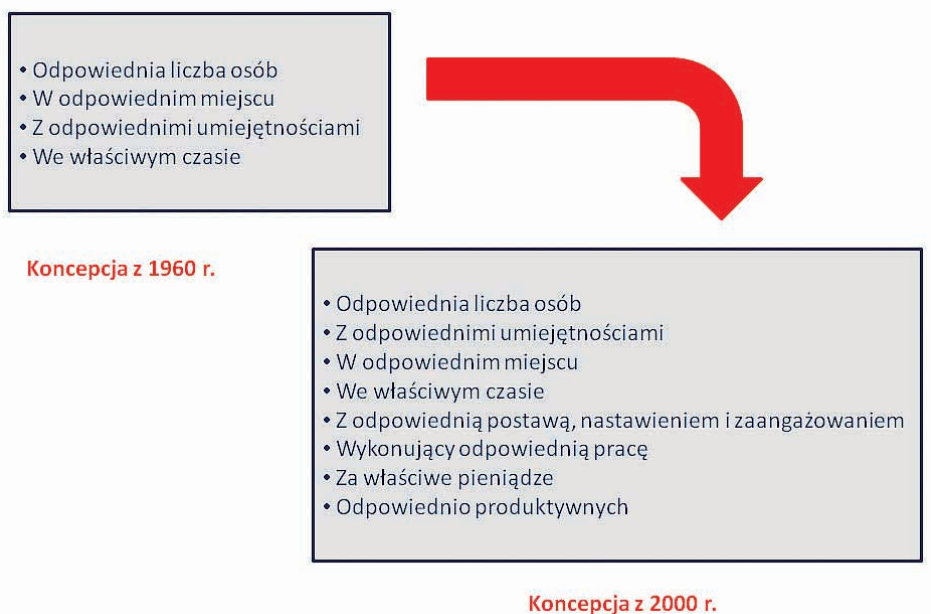 • Odpowiednia liczba osób
• W odpowiednim miejscu
• Z odpowiednimi umiejętnościami
• We właściwym czasie
Koncepcja z 1960 r.
• Odpowiednia liczba osób
• Z odpowiednimi umiejętnościami
• W odpowiednim miejscu
• We właściwym czasie
• Z odpowiednią postawą, nastawieniem i zaangażowaniem
• Wykonujący odpowiednią pracę
• Za właściwe pieniądze
• Odpowiednio produktywnych
Koncepcja z 2000 r.